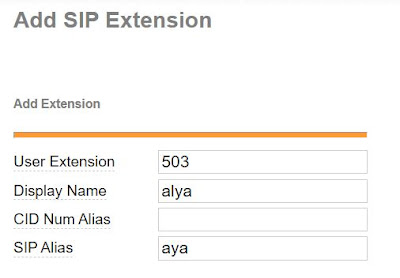 Add SIP Extension
Add Extension
User Extension 503
Display Name alya
CID Num Alias
SIP Alias aya